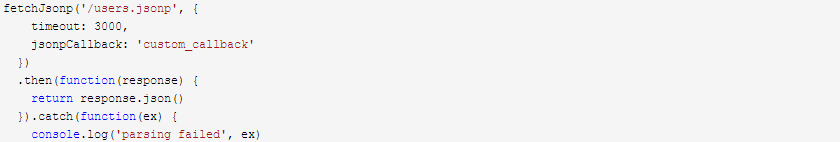 fetchJsonp('/users.jsonp', {
    timeout: 3000,
    jsonpCallback: 'custom_callback'
  })
  .then(function(response) {
    return response.json()
  }).catch(function(ex) {
    console.log('parsing failed', ex)